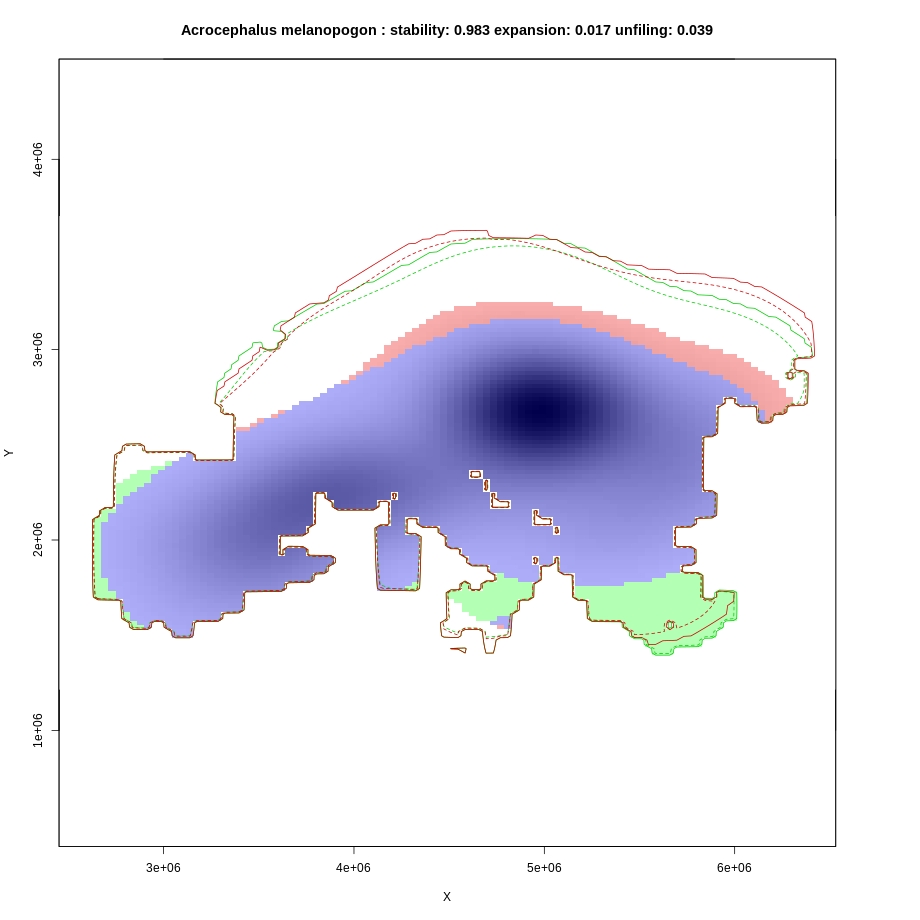 Acrocephalus melanopogon : stability: 0.983 expansion: 0.017 unfiling: 0.039
4e+06
3e+06
2e+06
1e+06
Y
3e+06 4e+06 5e+06 6e+06
X